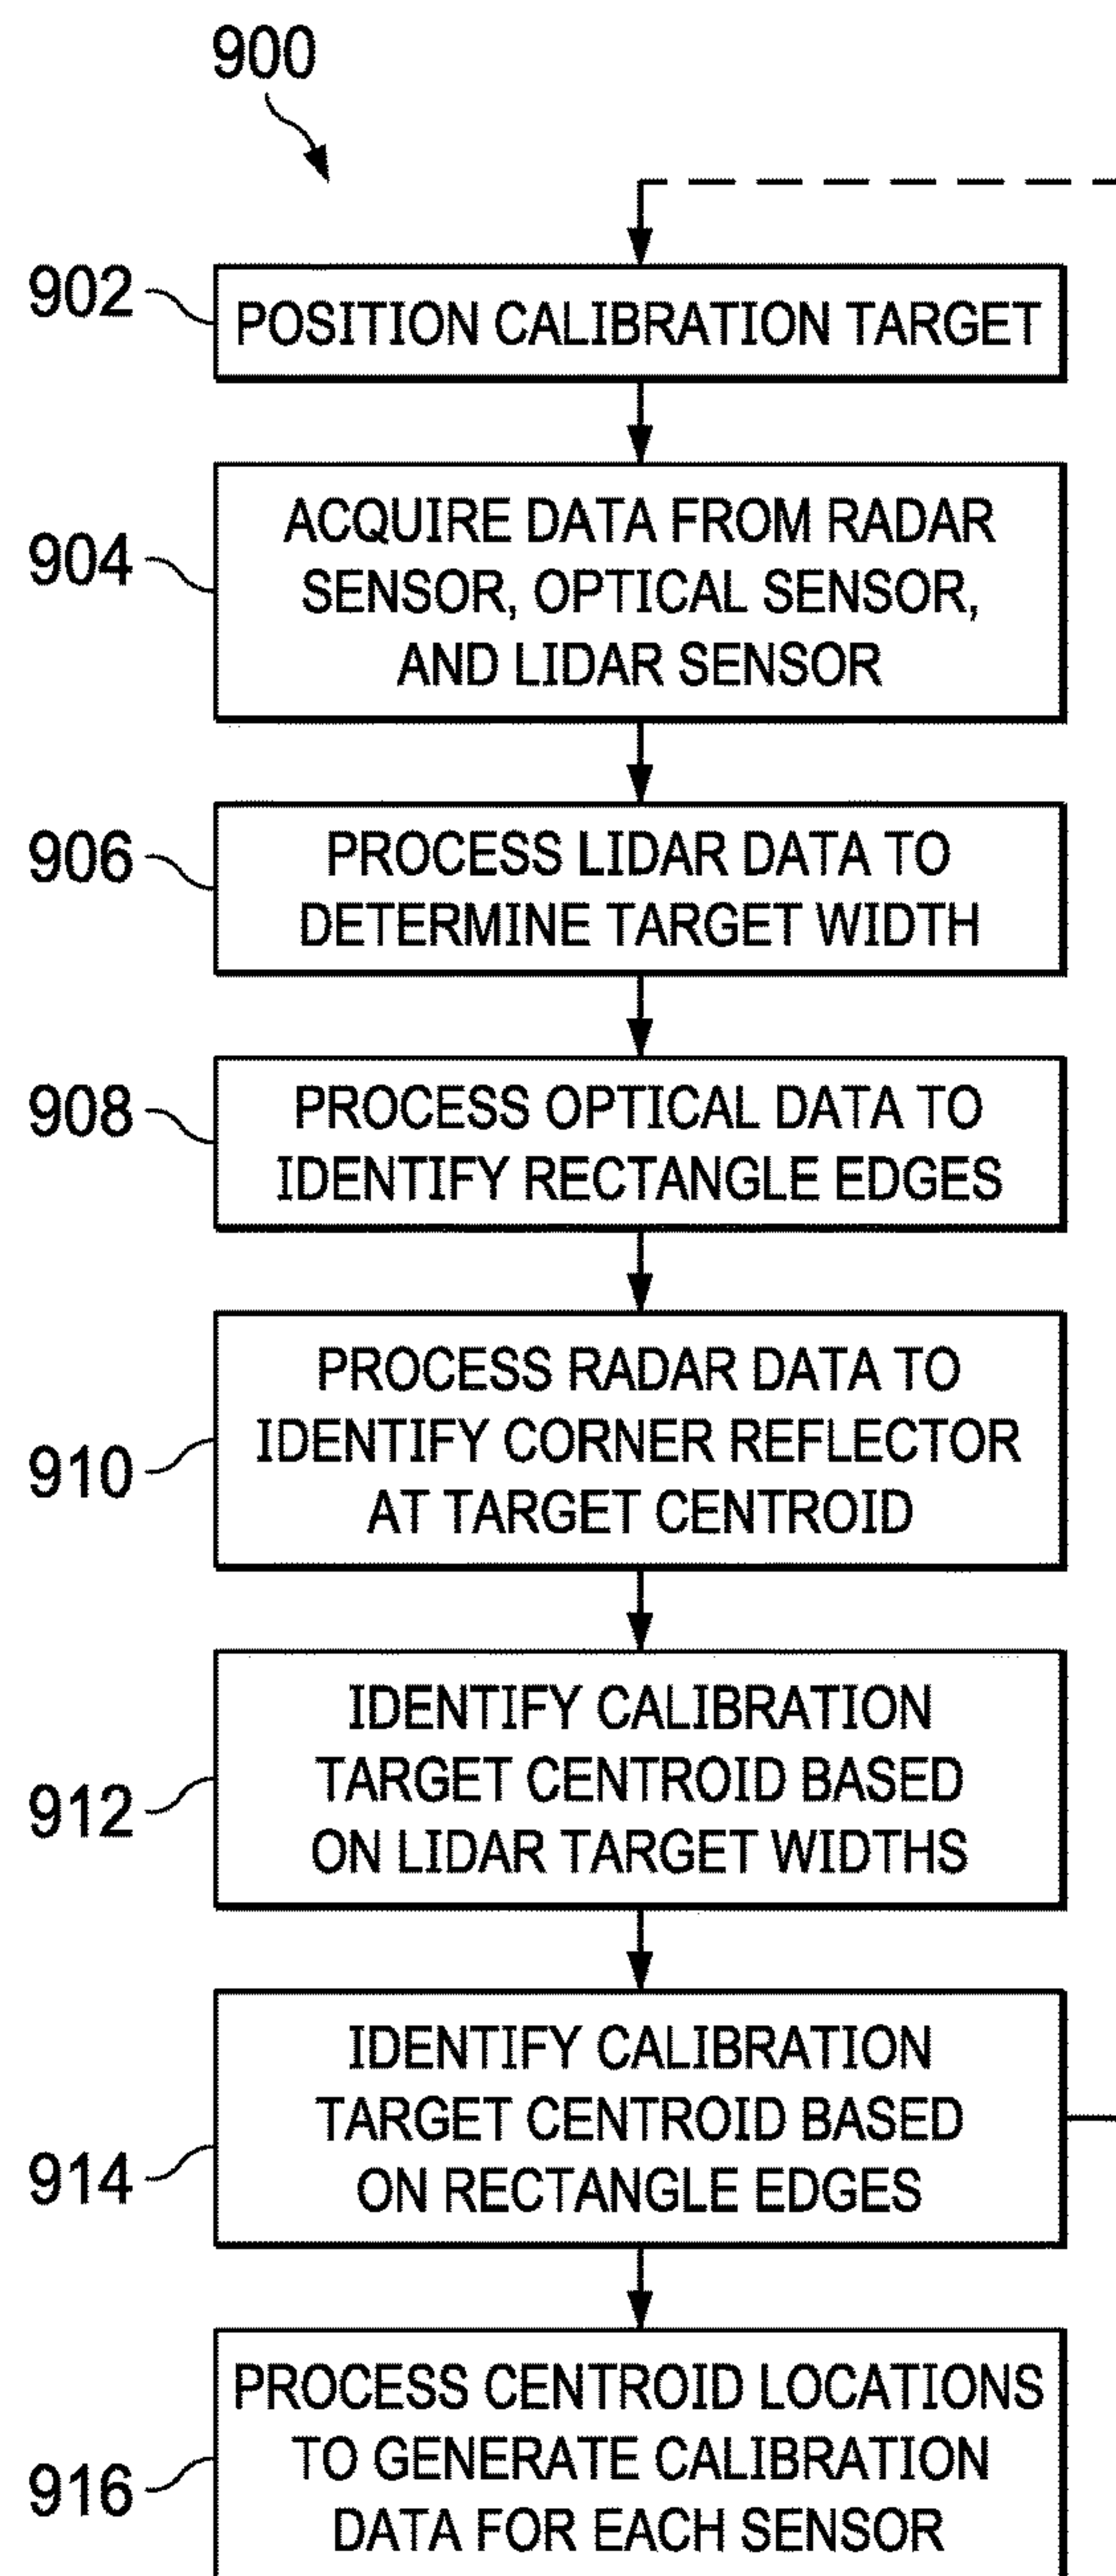 900
902
POSITION CALIBRATION TARGET
904
ACQUIRE DATA FROM RADAR
SENSOR, OPTICAL SENSOR,
AND LIDAR SENSOR
906
PROCESS LIDAR DATA TO
DETERMINE TARGET WIDTH
908
PROCESS OPTICAL DATA TO
IDENTIFY RECTANGLE EDGES
910
PROCESS RADAR DATA TO
IDENTIFY CORNER REFLECTOR
AT TARGET CENTROID
912
IDENTIFY CALIBRATION
TARGET CENTROID BASED
ON LIDAR TARGET WIDTHS
914
IDENTIFY CALIBRATION
TARGET CENTROID BASED
ON RECTANGLE EDGES
916
PROCESS CENTROID LOCATIONS
TO GENERATE CALIBRATION
DATA FOR EACH SENSOR